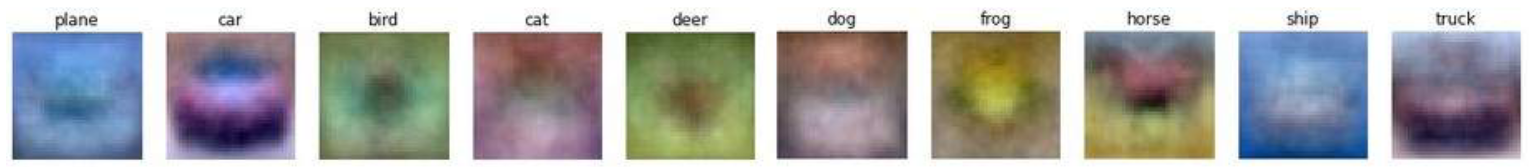 plane car bird cat deer dog frog horse ship truck